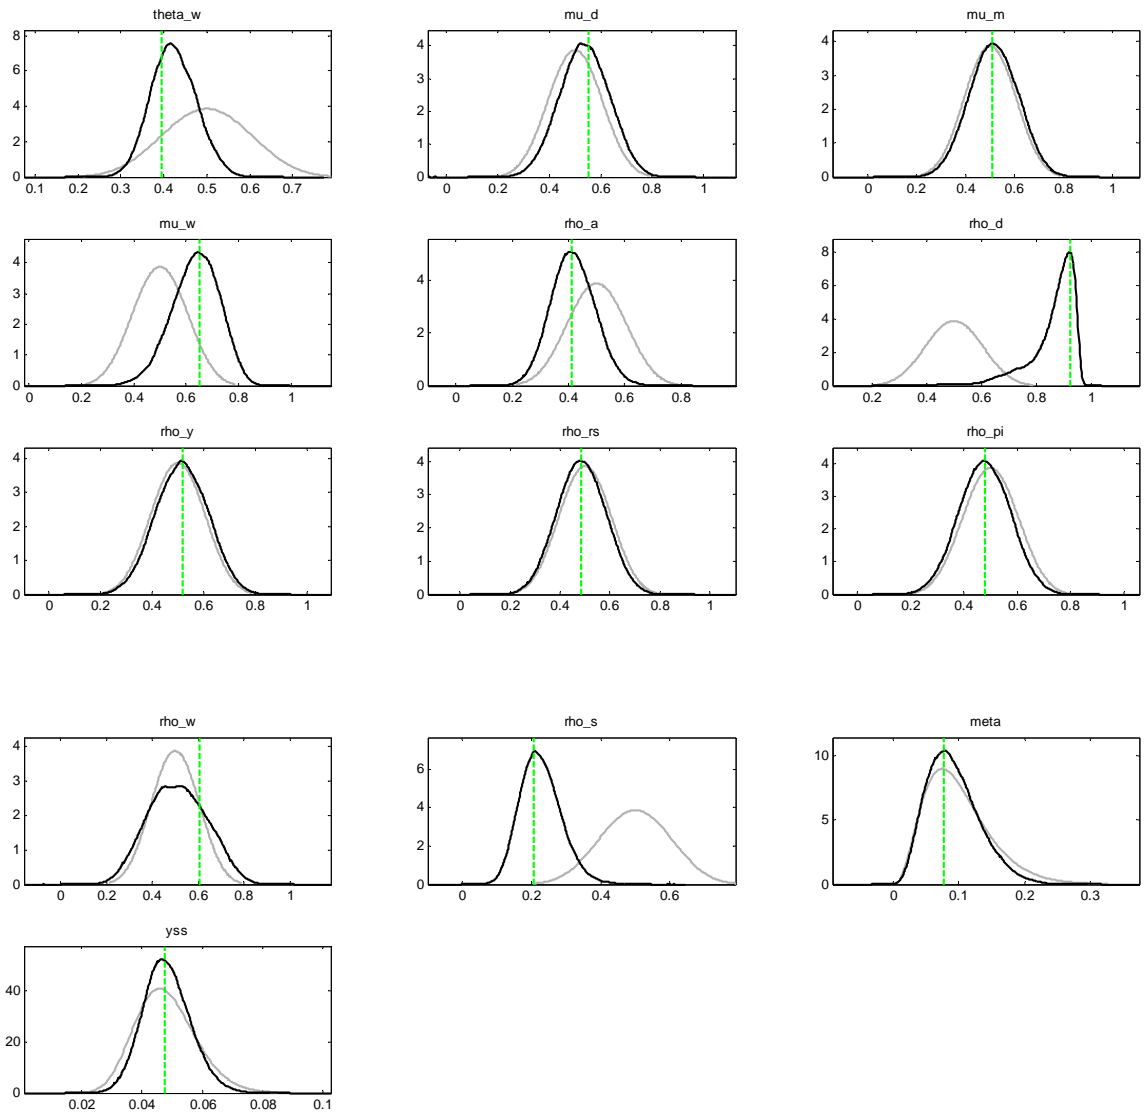 theta_w mu_d mu_m
8 6 4 2 0
0.1 0.2 0.3 0.4 0.5 0.6 0.7
4 3 2 1 0
0 0.2 0.4 0.6 0.8 1
4 3 2 1 0
0 0.2 0.4 0.6 0.8 1
mu_w rho_a rho_d
4 3 2 1 0
0 0.2 0.4 0.6 0.8 1
4 2 0
0 0.2 0.4 0.6 0.8
8 6 4 2 0
0.2 0.4 0.6 0.8 1
rho_y rho_rs rho_pi
4 3 2 1 0
0 0.2 0.4 0.6 0.8 1
4 3 2 1 0
0 0.2 0.4 0.6 0.8 1
4 3 2 1 0
0 0.2 0.4 0.6 0.8 1
rho_w rho_s meta
4 3 2 1 0
0 0.2 0.4 0.6 0.8 1
6 4 2 0
0 0.2 0.4 0.6
10 5 0
0 0.1 0.2 0.3
yss
40 20 0
0.02 0.04 0.06 0.08 0.1